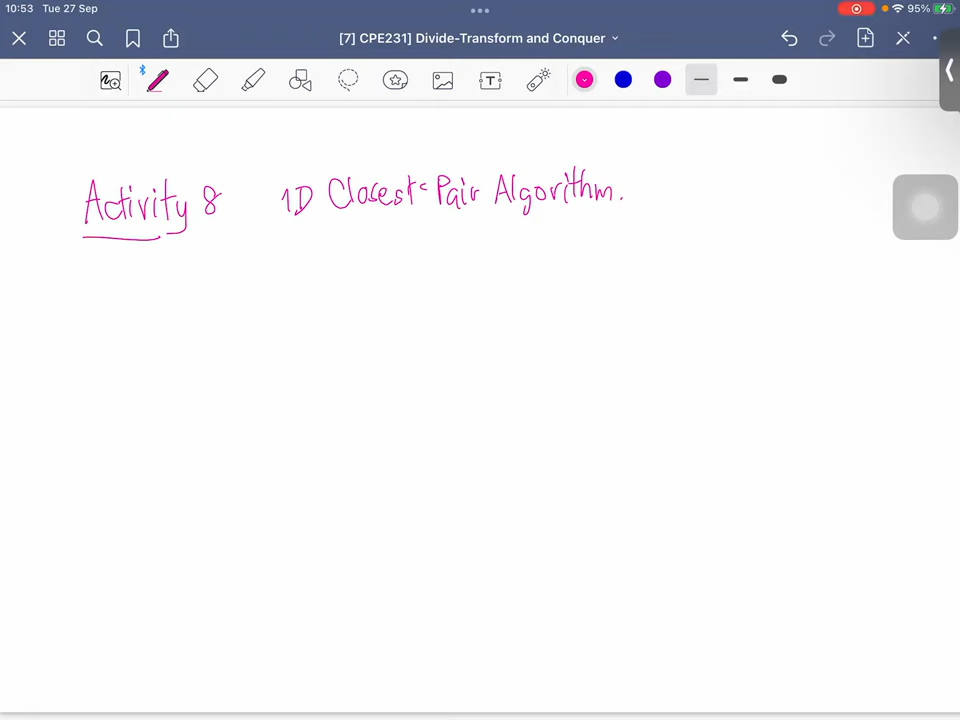 10:53 Tue 27 Sep 95%
[7] CPE231] Divide-Transform and Conquer
Activity 8 1D Closest-Pair Algorithm.